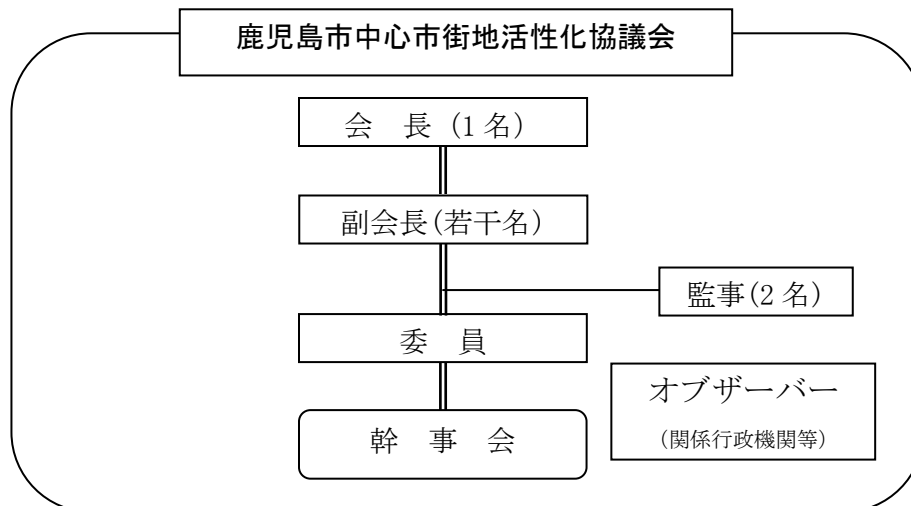 鹿児島市中心市街地活性化協議会
会　長 (1 名)
副会長(若干名)
監事(2 名)
委　員
オブザーバー
(関係行政機関等)
幹　事　会